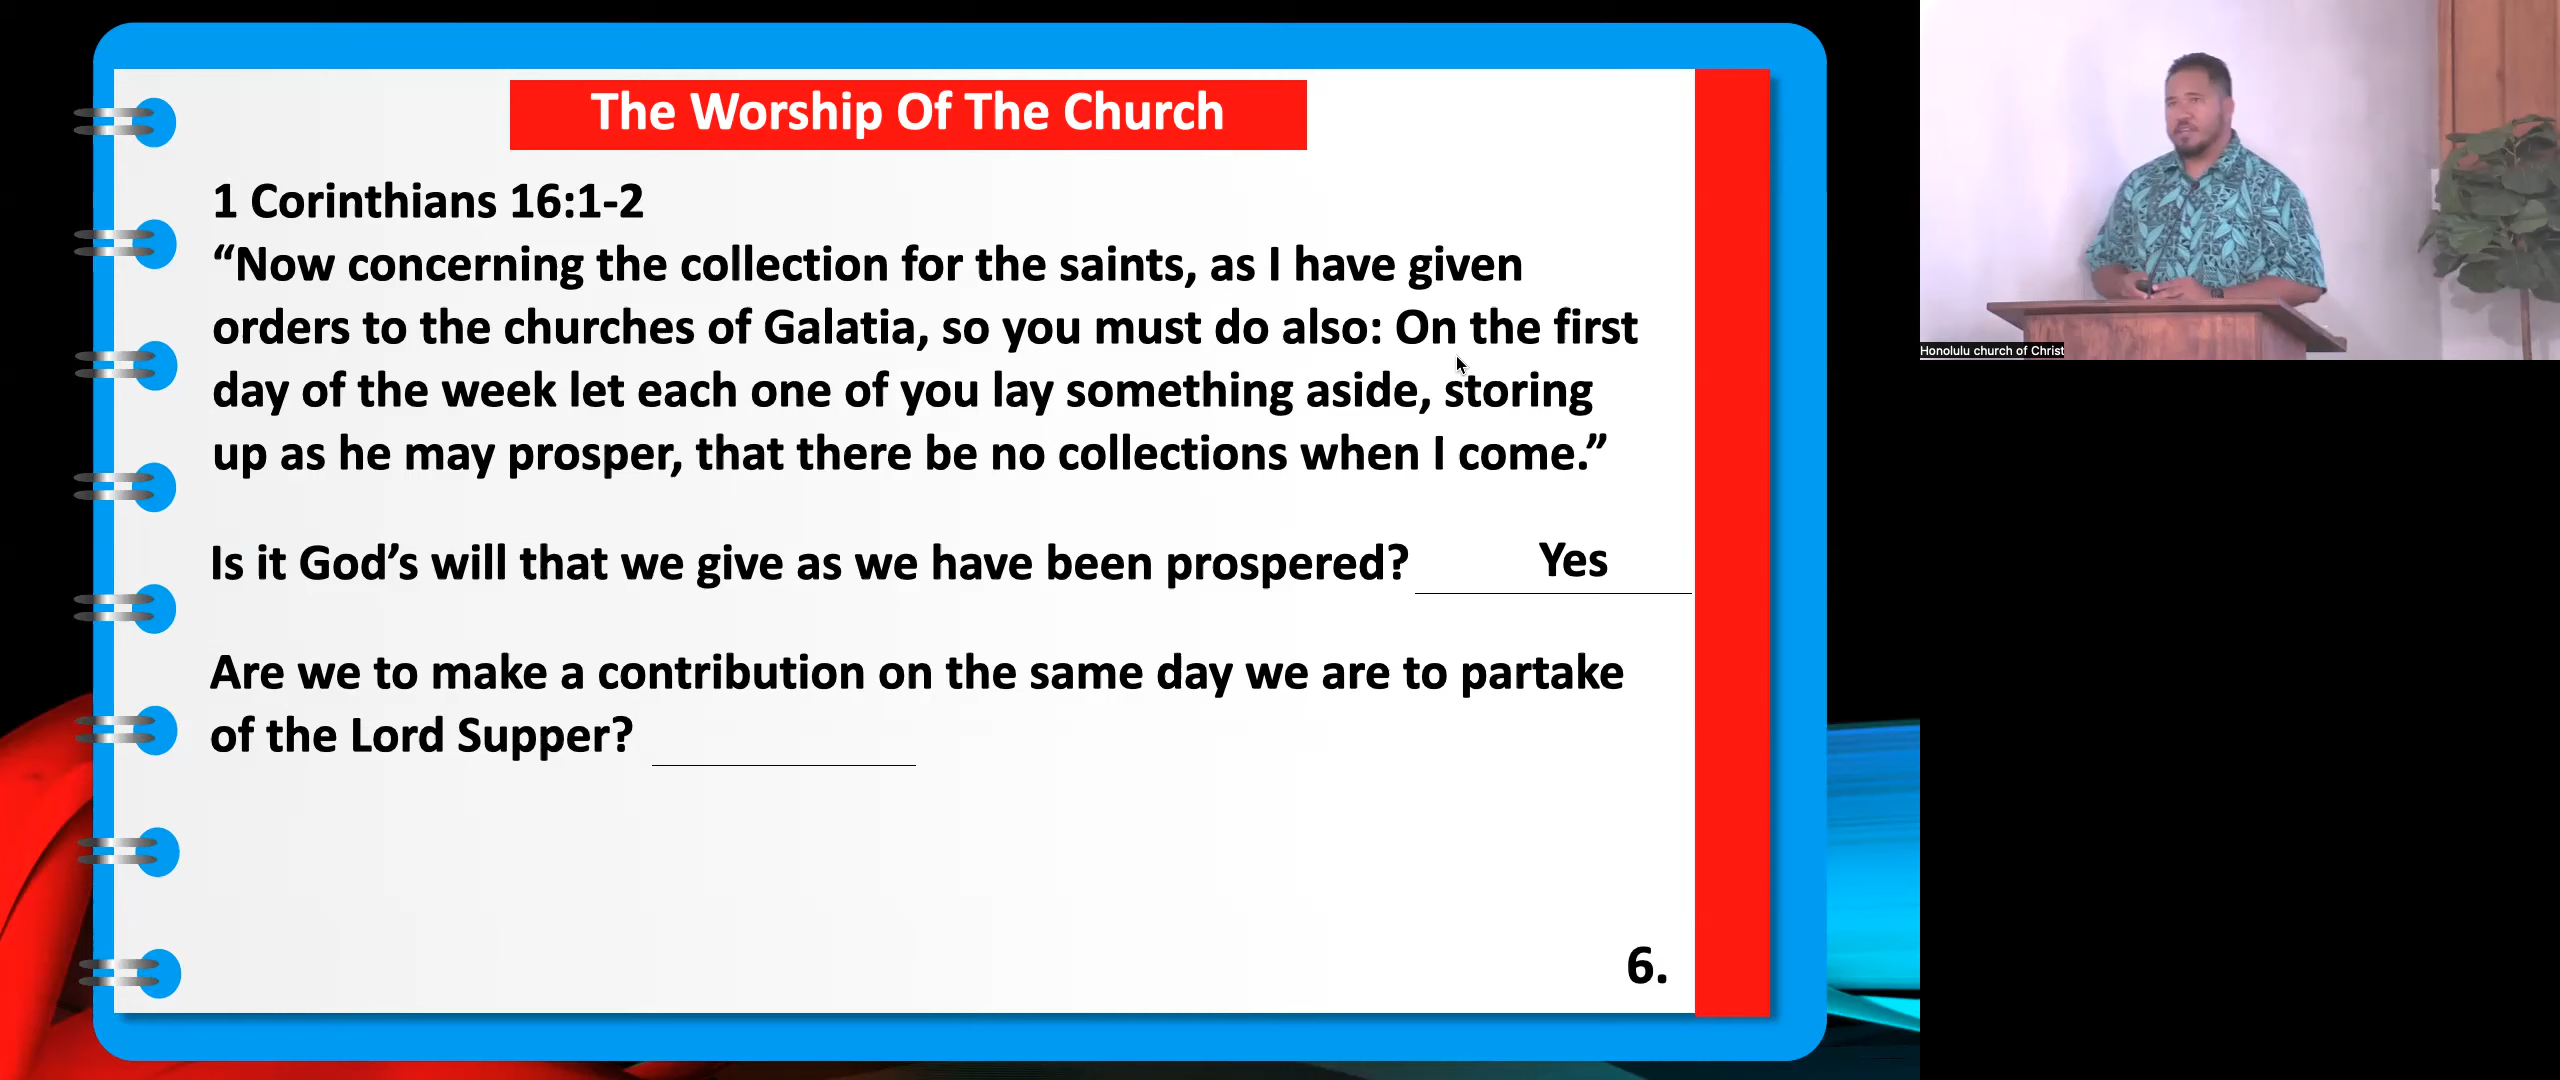 The Worship Of The Church
1 Corinthians 16:1-2
“Now concerning the collection for the saints, as I have given
orders to the churches of Galatia, so you must do also: On the first
day of the week let each one of you lay something aside, storing
up as he may prosper, that there be no collections when I come.”
Is it God’s will that we give as we have been prospered? Yes
Are we to make a contribution on the same day we are to partake
of the Lord Supper?
6.
Honolulu church of Christ